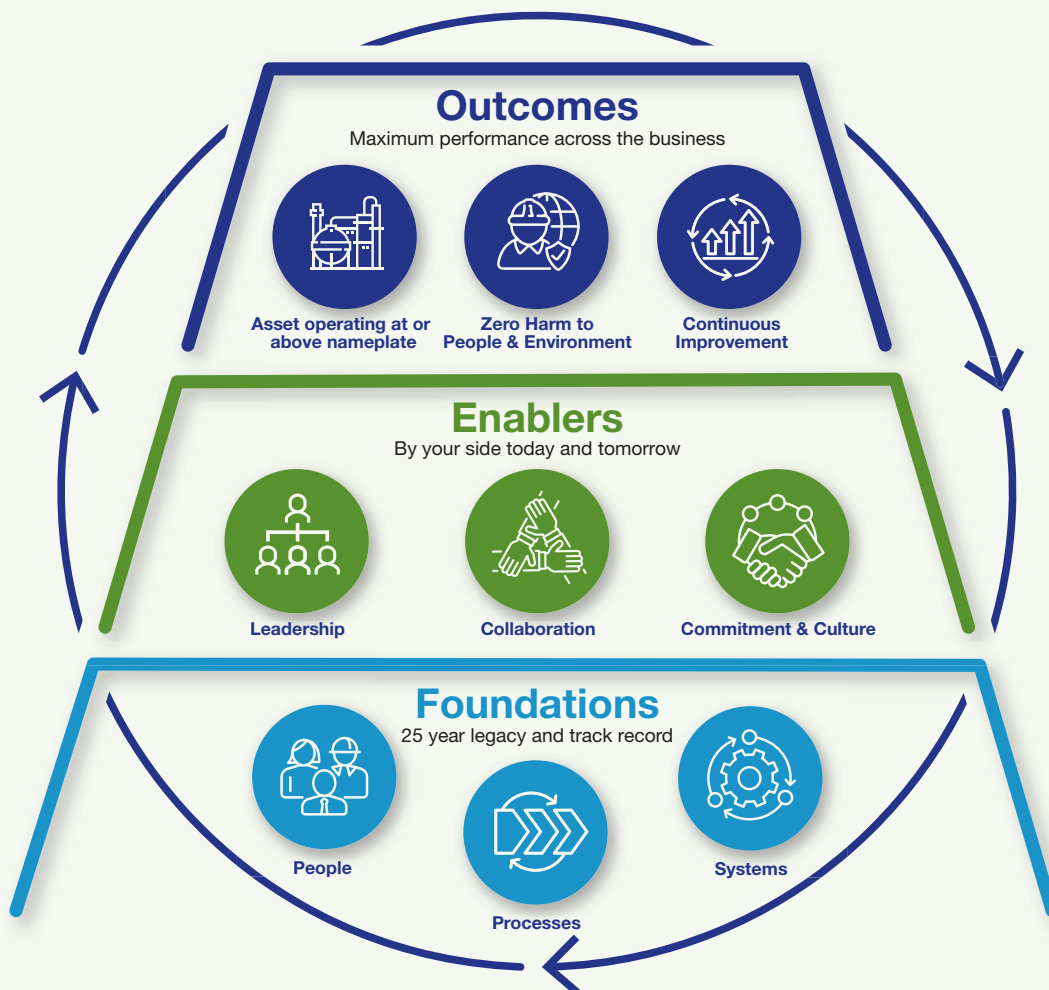 Outcomes
Maximum performance across the business
Asset operating at or
above nameplate
Zero Harm to
People & Environment
Continuous
Improvement
Enablers
By your side today and tomorrow
Leadership
Collaboration
Commitment & Culture
Foundations
25 year legacy and track record
People
Processes
Systems